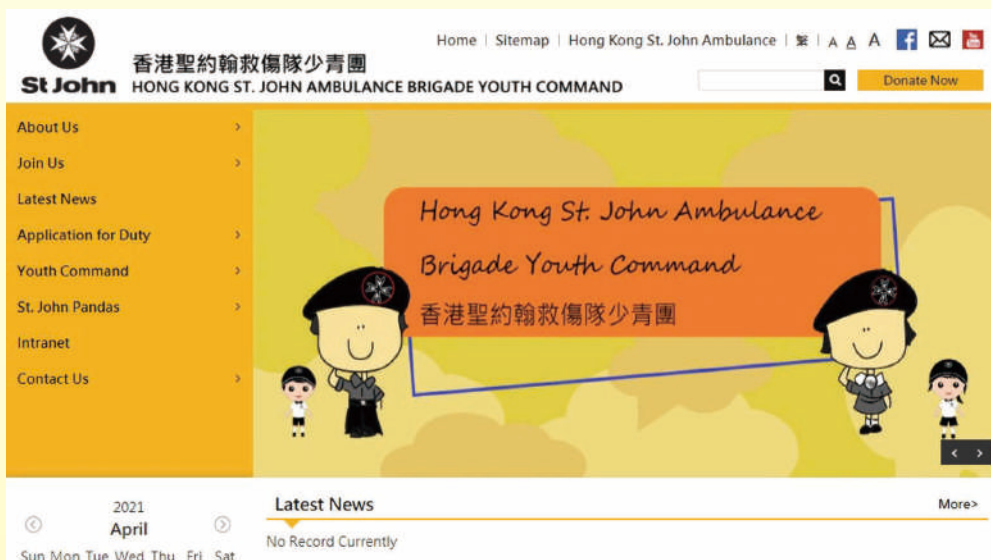 Home | Sitemap | Hong Kong St. John Ambulance | 繁 | A A A
St John
香港聖約翰救傷隊少青團
HONG KONG ST. JOHN AMBULANCE BRIGADE YOUTH COMMAND
Donate Now
About Us
Join Us
Latest News
Application for Duty
Youth Command
St. John Pandas
Intranet
Contact Us
Hong Kong St. John Ambulance
Brigade Youth Command
香港聖約翰救傷隊少青團
2021
April
Sun Mon Tue Wed Thu Fri Sat
Latest News
More>
No Record Currently